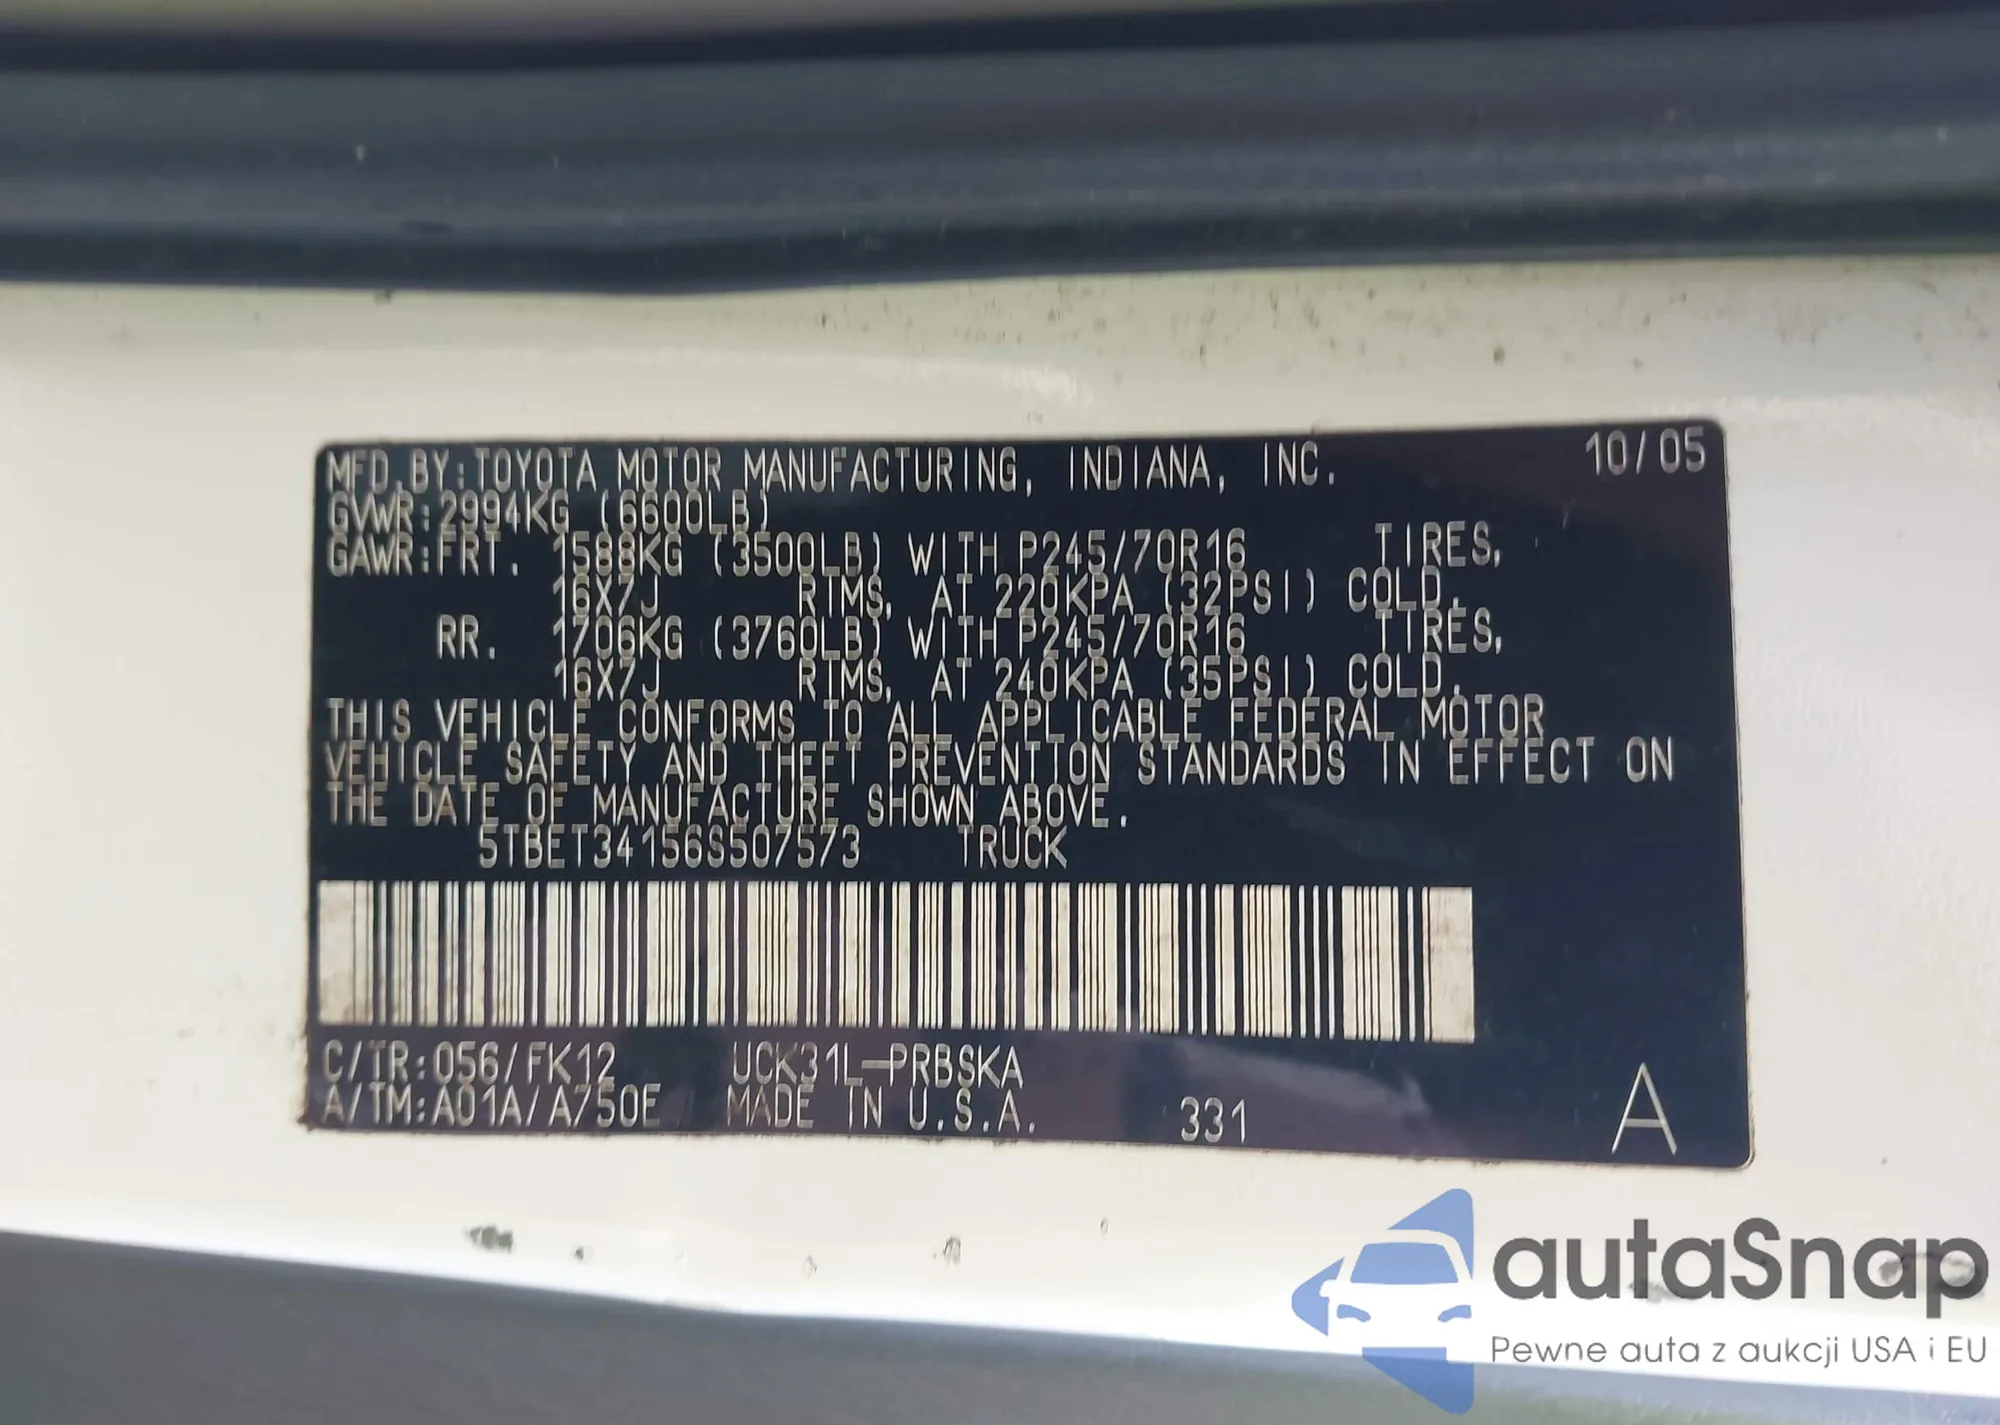 MFD.BY:TOYOTA MOTOR MANUFACTURING, INDIANA, INC. 10/05
GVWR:2994KG (6600LB)
GAWR:FRT. 1588KG (3500LB) WITH P245/70R16 TIRES,
16X7J RIMS, AT 220KPA (32PSI) COLD.
RR. 1706KG (3760LB) WITH P245/70R16 TIRES,
16X7J RIMS, AT 240KPA (35PSI) COLD.
THIS VEHICLE CONFORMS TO ALL APPLICABLE FEDERAL MOTOR
VEHICLE SAFETY AND THEFT PREVENTION STANDARDS IN EFFECT ON
THE DATE OF MANUFACTURE SHOWN ABOVE.
5TBET34156S507573 TRUCK
C/TR:056/FK12 UCK31L-PRBSKA
A/TM:A01A/A750E MADE IN U.S.A. 331 A
autaSnap
Pewne auta z aukcji USA i EU